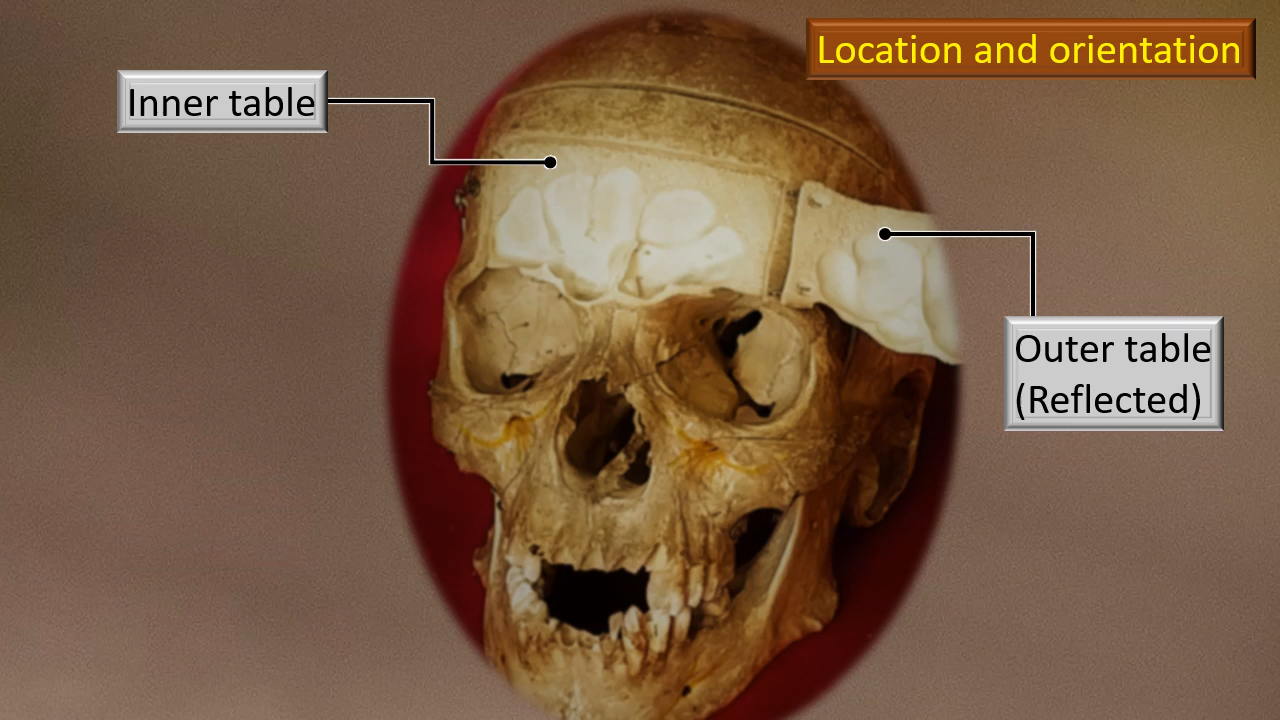 Location and orientation
Inner table
Outer table
(Reflected)